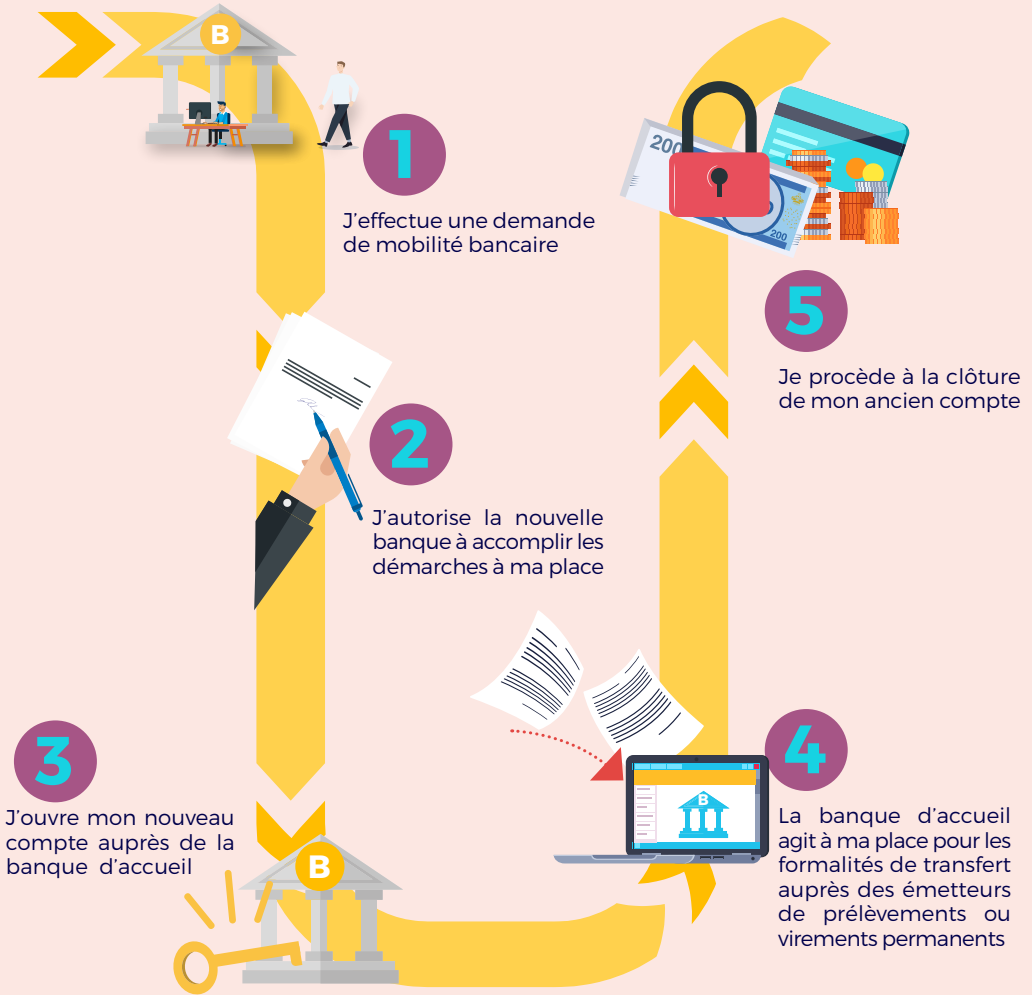 B
1
J’effectue une demande
de mobilité bancaire
2
J’autorise la nouvelle
banque à accomplir les
démarches à ma place
3
J’ouvre mon nouveau
compte auprès de la
banque d’accueil
B
4
B
La banque d’accueil
agit à ma place pour les
formalités de transfert
auprès des émetteurs
de prélèvements ou
virements permanents
200
200
5
Je procède à la clôture
de mon ancien compte